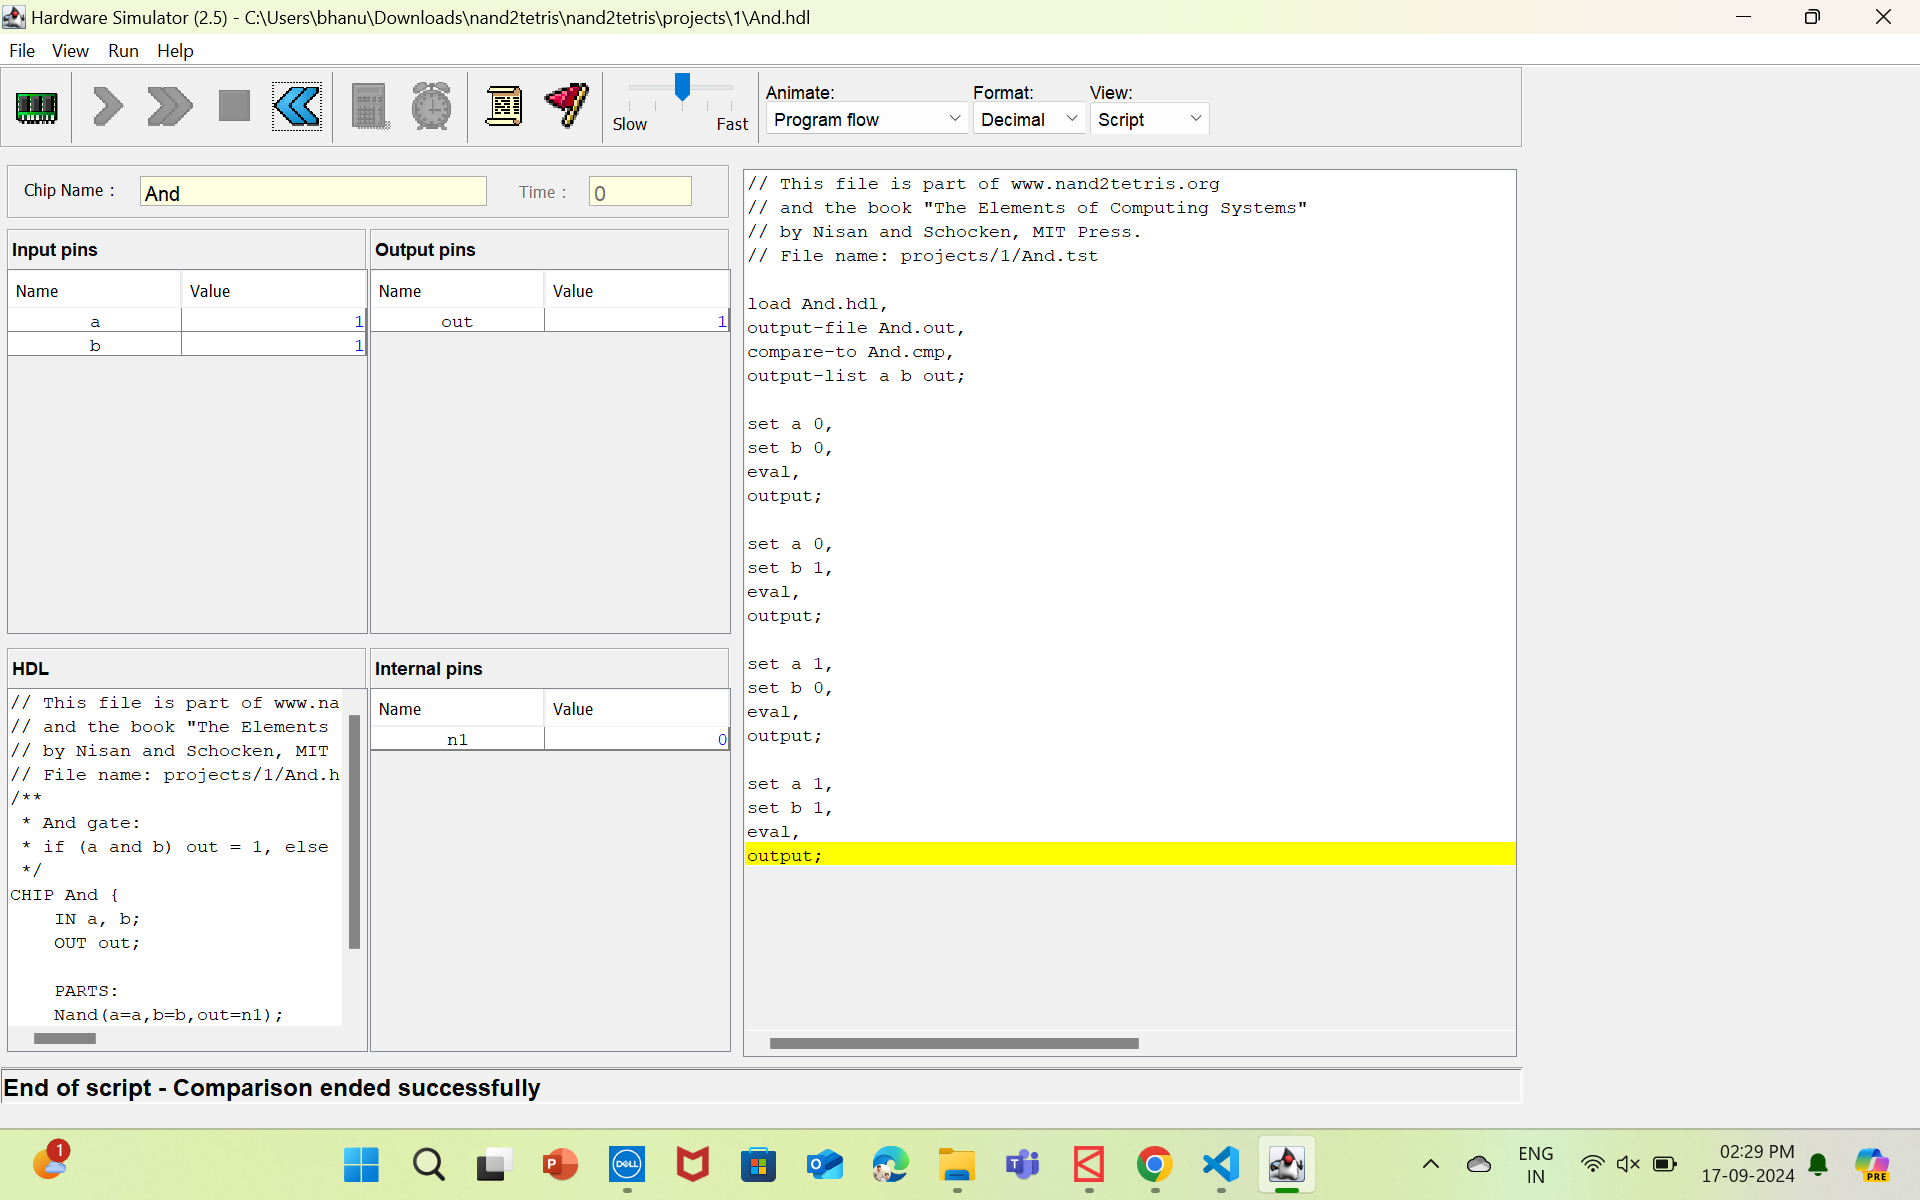 Hardware Simulator (2.5) - C:\Users\bhanu\Downloads\nand2tetris\nand2tetris\projects\1\And.hdl
File View Run Help
Slow Fast
Animate: Format: View:
Program flow Decimal Script
Chip Name : And Time : 0
Input pins
Name Value
a 1
b 1
Output pins
Name Value
out 1
HDL
// This file is part of www.na
// and the book "The Elements
// by Nisan and Schocken, MIT
// File name: projects/1/And.h
/**
* And gate:
* if (a and b) out = 1, else
*/
CHIP And {
IN a, b;
OUT out;
PARTS:
Nand(a=a,b=b,out=n1);
Internal pins
Name Value
n1 0
// This file is part of www.nand2tetris.org
// and the book "The Elements of Computing Systems"
// by Nisan and Schocken, MIT Press.
// File name: projects/1/And.tst
load And.hdl,
output-file And.out,
compare-to And.cmp,
output-list a b out;
set a 0,
set b 0,
eval,
output;
set a 0,
set b 1,
eval,
output;
set a 1,
set b 0,
eval,
output;
set a 1,
set b 1,
eval,
output;
End of script - Comparison ended successfully
1
P
DELL
ENG
IN
02:29 PM
17-09-2024
PRE